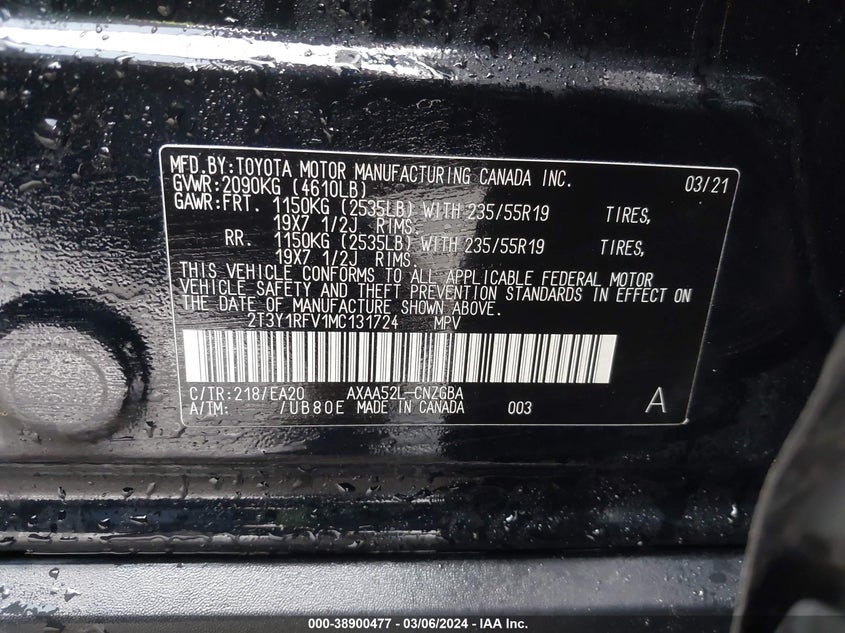 MFD.BY:TOYOTA MOTOR MANUFACTURING CANADA INC. 03/21
GVWR:2090KG (4610LB)
GAWR:FRT. 1150KG (2535LB) WITH 235/55R19 TIRES,
19X7 1/2J RIMS.
RR. 1150KG (2535LB) WITH 235/55R19 TIRES,
19X7 1/2J RIMS.
THIS VEHICLE CONFORMS TO ALL APPLICABLE FEDERAL MOTOR
VEHICLE SAFETY AND THEFT PREVENTION STANDARDS IN EFFECT ON
THE DATE OF MANUFACTURE SHOWN ABOVE.
2T3Y1RFV1MC131724 MPV
C/TR:218/EA20 AXAA52L-CNZGBA
A/TM: /UB80E MADE IN CANADA 003 A
000-38900477 - 03/06/2024 - IAA Inc.